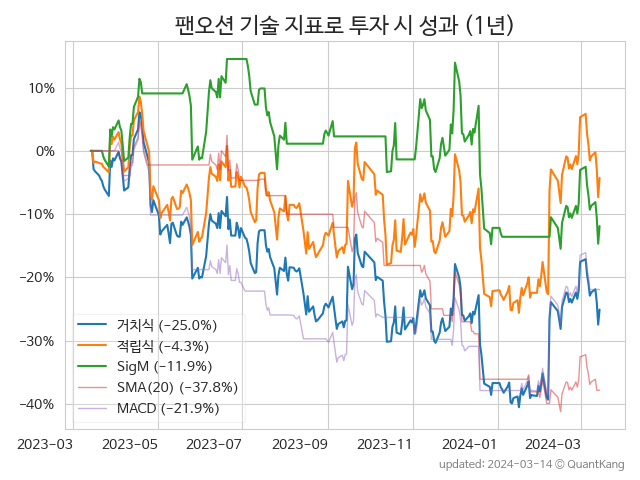 팬오션 기술 지표로 투자 시 성과 (1년)
10%
0%
−10%
−20%
−30%
−40%
거치식 (−25.0%)
적립식 (−4.3%)
SigM (−11.9%)
SMA(20) (−37.8%)
MACD (−21.9%)
2023-03 2023-05 2023-07 2023-09 2023-11 2024-01 2024-03
updated: 2024-03-14 © QuantKang